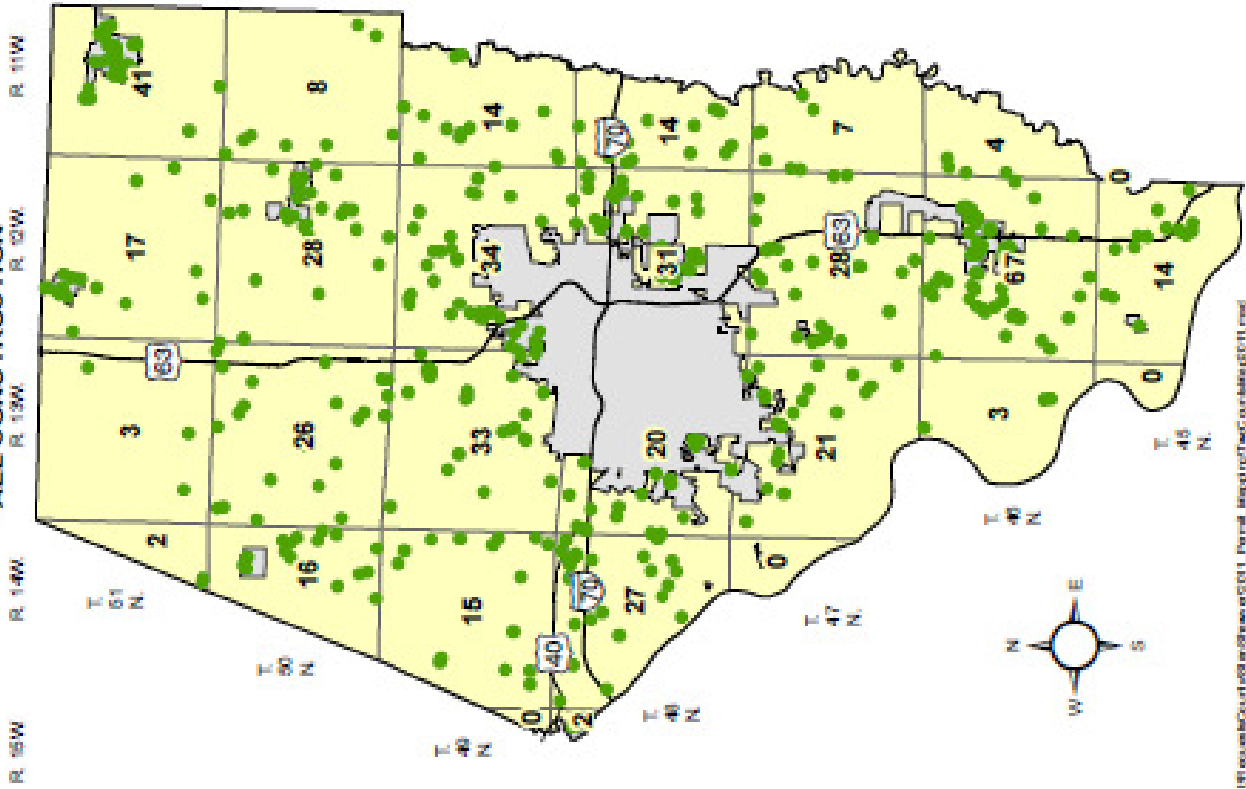 R. 15W. R. 14W. R. 13W. R. 12W. R. 11W.
T. 51 N.
2 3 17 41
63
T. 50 N.
16 26 28 8
T. 49 N.
0 15 33 34 14
40
70
70
T. 48 N.
2 27 20 31 14
T. 47 N.
0 21 28 7
63
T. 46 N.
3 67 4
T. 45 N.
0 14 0
N
W E
S